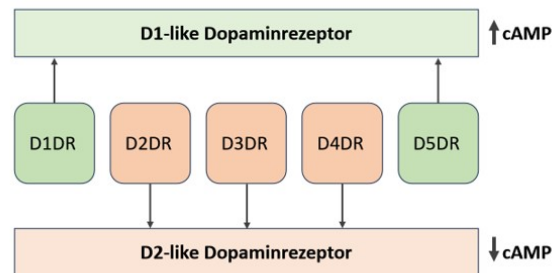 D1-like Dopaminrezeptor
cAMP
D1DR
D2DR
D3DR
D4DR
D5DR
D2-like Dopaminrezeptor
cAMP